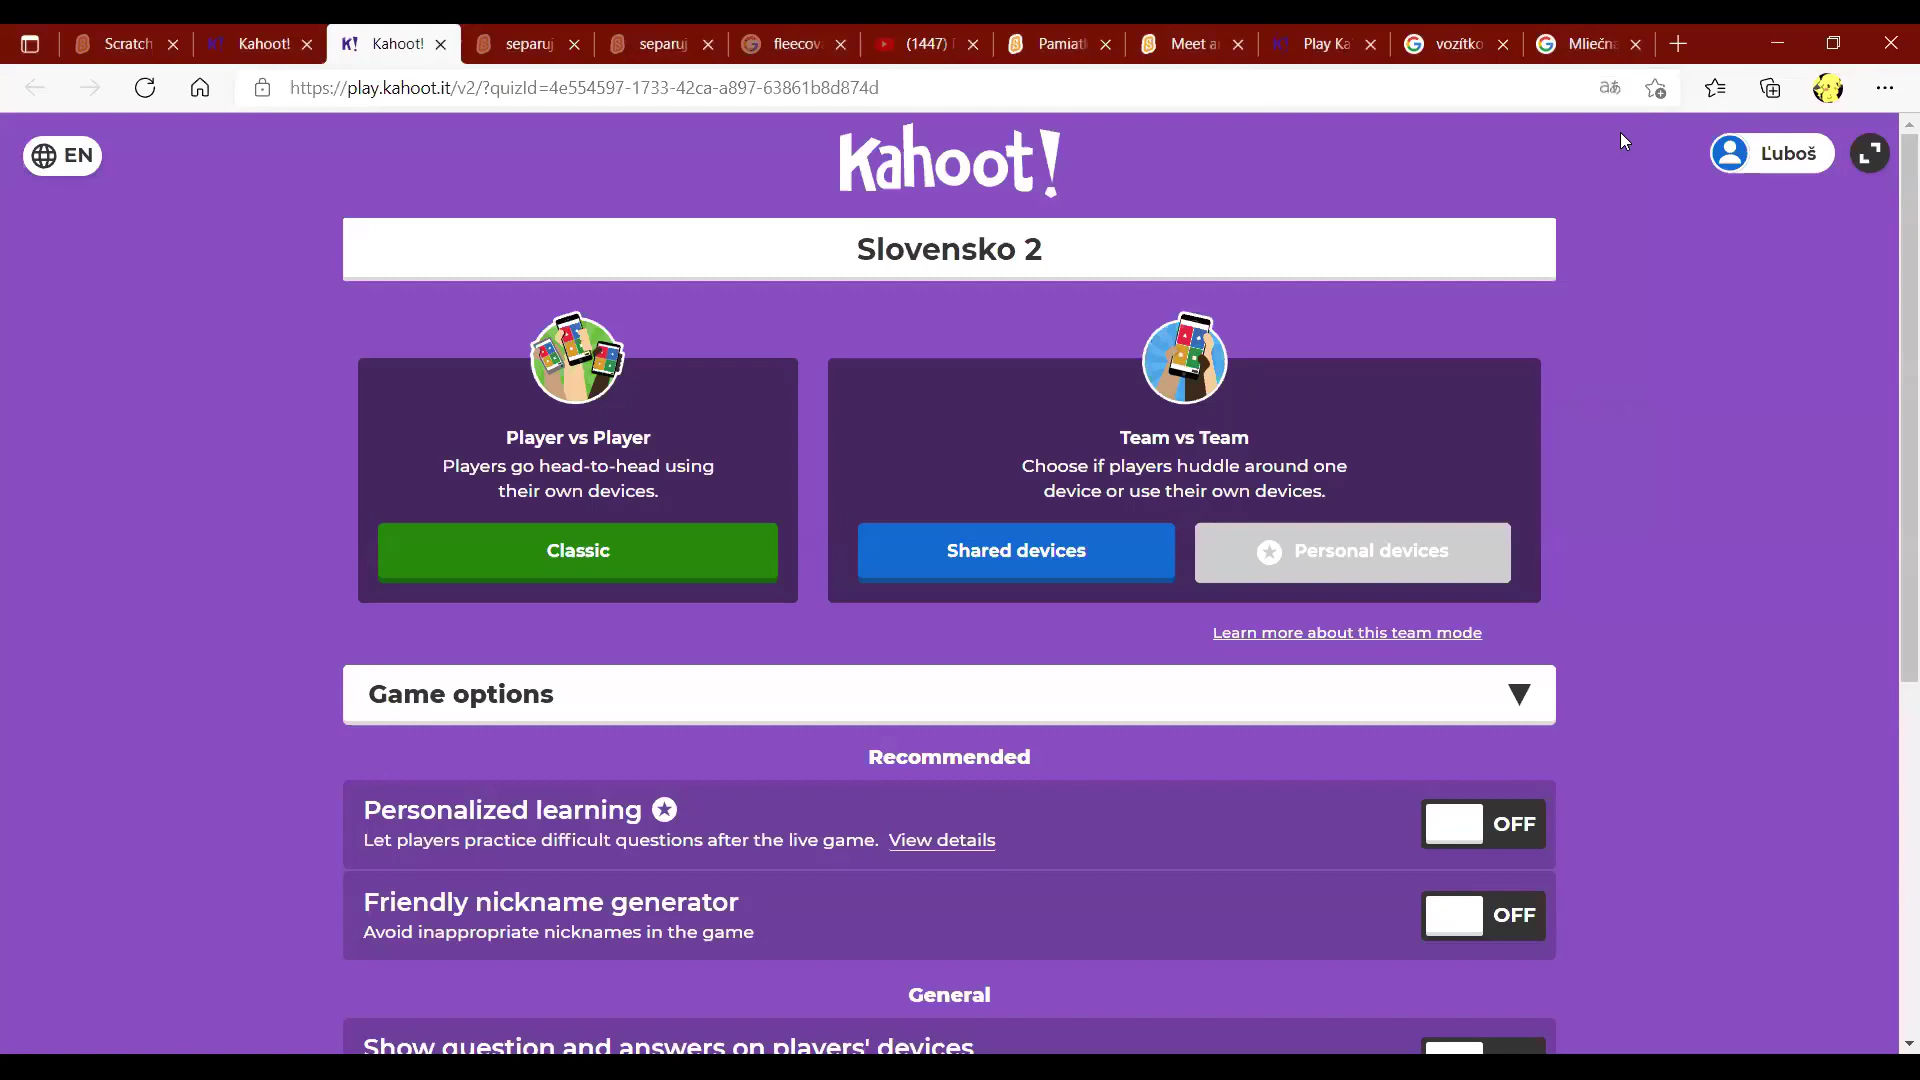 Scratch
Kahoot!
Kahoot!
separuj
separuj
fleecov
(1447)
Pamiatk
Meet a
Play Ka
vozítko
Mliečna
https://play.kahoot.it/v2/?quizId=4e554597-1733-42ca-a897-63861b8d874d
EN
Kahoot!
Ľuboš
Slovensko 2
Player vs Player
Players go head-to-head using
their own devices.
Classic
Team vs Team
Choose if players huddle around one
device or use their own devices.
Shared devices
Personal devices
Learn more about this team mode
Game options
Recommended
Personalized learning
Let players practice difficult questions after the live game. View details
OFF
Friendly nickname generator
Avoid inappropriate nicknames in the game
OFF
General
Show question and answers on players' devices